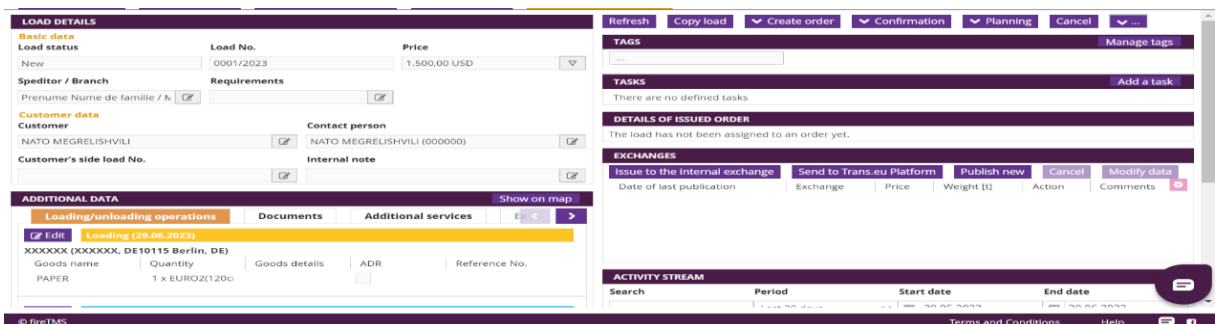 LOAD DETAILS
Basic data
Load status Load No. Price
New 0001/2023 1.500,00 USD
Speditor / Branch Requirements
Prenume Nume de familie /
Customer data
Customer Contact person
NATO MEGRELISHVILI NATO MEGRELISHVILI (000000)
Customer's side load No. Internal note
ADDITIONAL DATA Show on map
Loading/unloading operations Documents Additional services
Edit Loading (29.06.2023)
XXXXXX (XXXXXX, DE10115 Berlin, DE)
Goods name Quantity Goods details ADR Reference No.
PAPER 1 x EURO2(120c
Refresh Copy load Create order Confirmation Planning Cancel ...
TAGS Manage tags
...
TASKS Add a task
There are no defined tasks
DETAILS OF ISSUED ORDER
The load has not been assigned to an order yet.
EXCHANGES
Issue to the internal exchange Send to Trans.eu Platform Publish new Cancel Modify data
Date of last publication Exchange Price Weight [t] Action Comments
ACTIVITY STREAM
Search Period Start date End date
© fireTMS Terms and Conditions Help